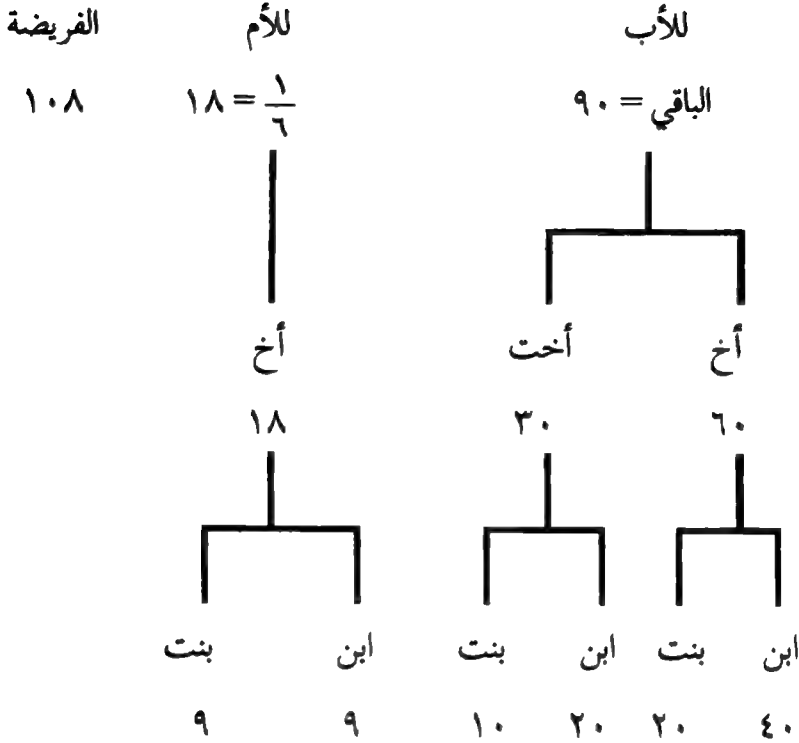 للأب للأم الفريضة
الباقي = ٩٠ ١/٦ = ١٨ ١٠٨
أخ أخت أخ
٦٠ ٣٠ ١٨
ابن بنت ابن بنت ابن بنت
٤٠ ٢٠ ٢٠ ١٠ ٩ ٩